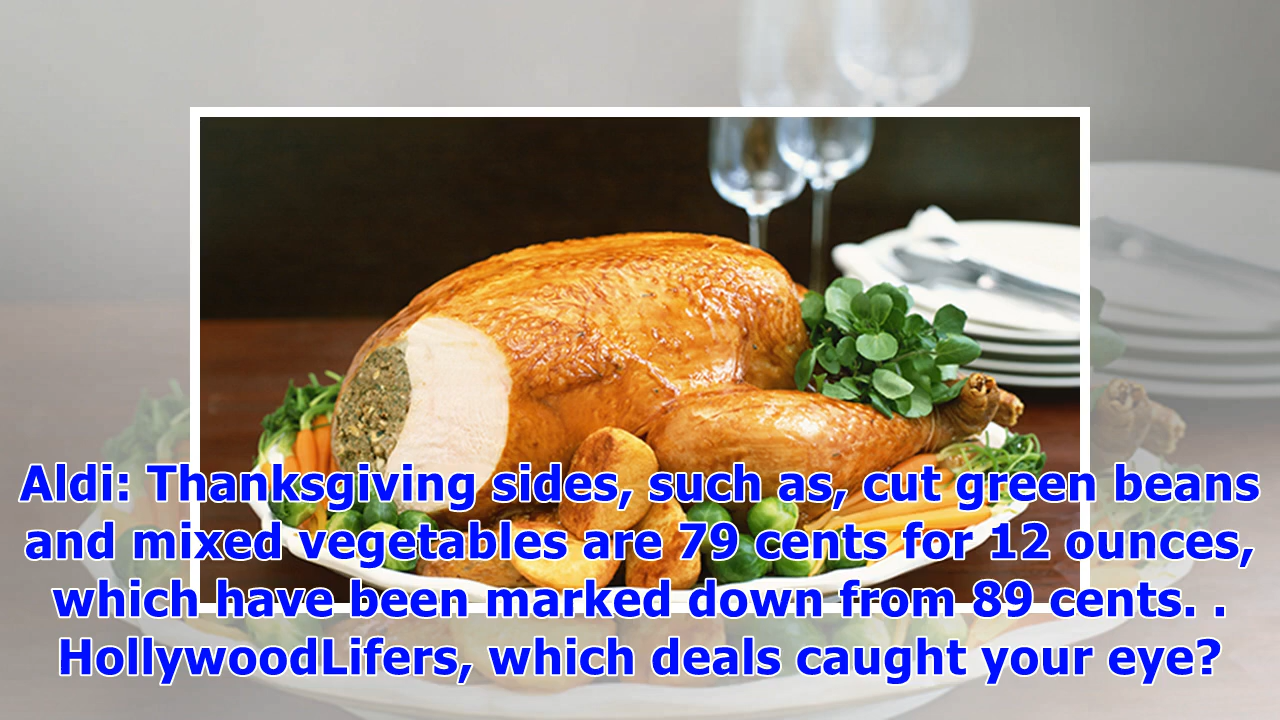 Aldi: Thanksgiving sides, such as, cut green beans
and mixed vegetables are 79 cents for 12 ounces,
which have been marked down from 89 cents. .
HollywoodLifers, which deals caught your eye?